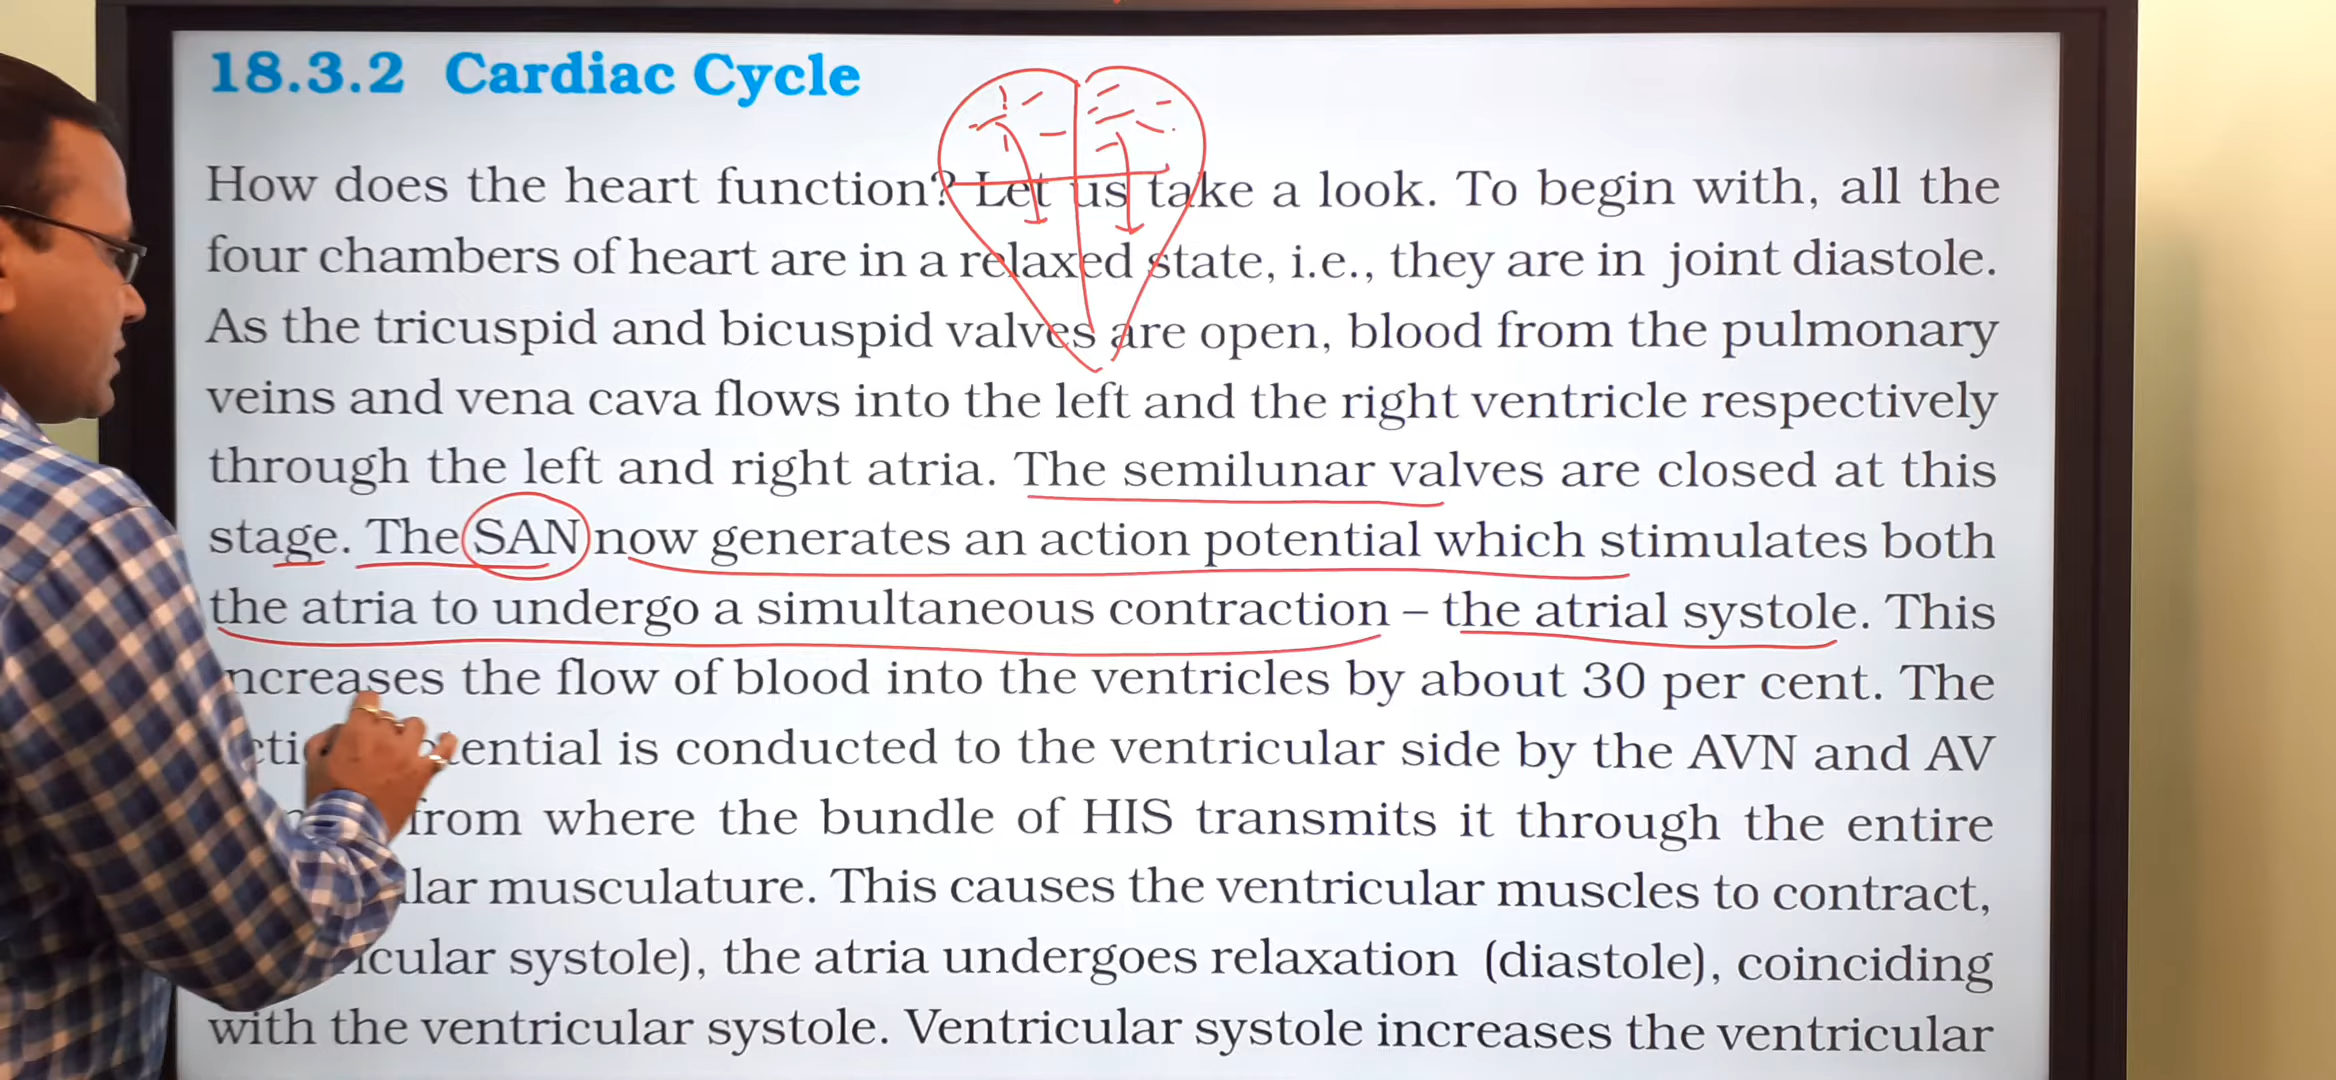 18.3.2 Cardiac Cycle
How does the heart function? Let us take a look. To begin with, all the
four chambers of heart are in a relaxed state, i.e., they are in joint diastole.
As the tricuspid and bicuspid valves are open, blood from the pulmonary
veins and vena cava flows into the left and the right ventricle respectively
through the left and right atria. The semilunar valves are closed at this
stage. The SAN now generates an action potential which stimulates both
the atria to undergo a simultaneous contraction – the atrial systole. This
the flow of blood into the ventricles by about 30 per cent. The
is conducted to the ventricular side by the AVN and AV
from where the bundle of HIS transmits it through the entire
musculature. This causes the ventricular muscles to contract,
systole), the atria undergoes relaxation (diastole), coinciding
with the ventricular systole. Ventricular systole increases the ventricular